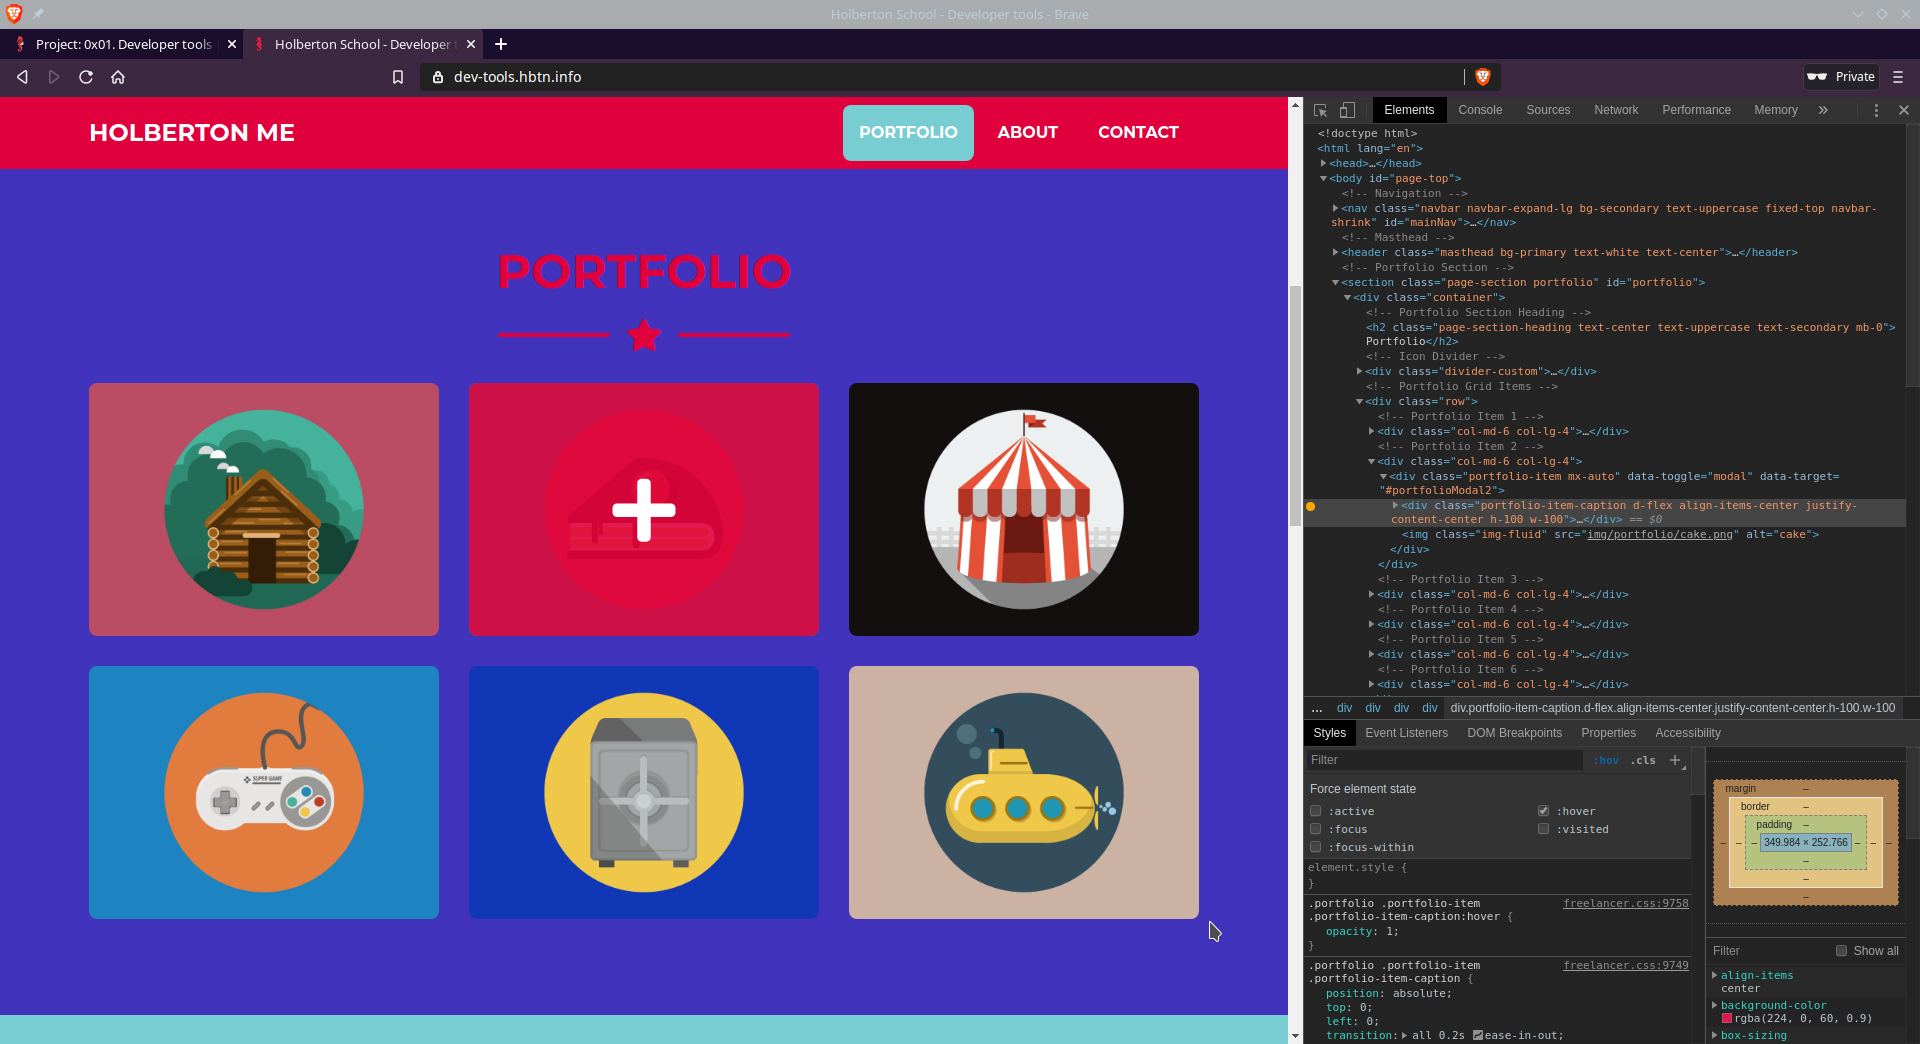 Holberton School - Developer tools - Brave
Project: 0x01. Developer tools
Holberton School - Developer t
dev-tools.hbtn.info
Private
HOLBERTON ME
PORTFOLIO
ABOUT
CONTACT
PORTFOLIO
SUPER GAME
Elements
Console
Sources
Network
Performance
Memory
»
<!doctype html>
<html lang="en">
<head>…</head>
<body id="page-top">
<!-- Navigation -->
<nav class="navbar navbar-expand-lg bg-secondary text-uppercase fixed-top navbar-
shrink" id="mainNav">…</nav>
<!-- Masthead -->
<header class="masthead bg-primary text-white text-center">…</header>
<!-- Portfolio Section -->
<section class="page-section portfolio" id="portfolio">
<div class="container">
<!-- Portfolio Section Heading -->
<h2 class="page-section-heading text-center text-uppercase text-secondary mb-0">
Portfolio</h2>
<!-- Icon Divider -->
<div class="divider-custom">…</div>
<!-- Portfolio Grid Items -->
<div class="row">
<!-- Portfolio Item 1 -->
<div class="col-md-6 col-lg-4">…</div>
<!-- Portfolio Item 2 -->
<div class="col-md-6 col-lg-4">
<div class="portfolio-item mx-auto" data-toggle="modal" data-target=
"#portfolioModal2">
<div class="portfolio-item-caption d-flex align-items-center justify-
content-center h-100 w-100">…</div> == $0
<img class="img-fluid" src="img/portfolio/cake.png" alt="cake">
</div>
</div>
<!-- Portfolio Item 3 -->
<div class="col-md-6 col-lg-4">…</div>
<!-- Portfolio Item 4 -->
<div class="col-md-6 col-lg-4">…</div>
<!-- Portfolio Item 5 -->
<div class="col-md-6 col-lg-4">…</div>
<!-- Portfolio Item 6 -->
<div class="col-md-6 col-lg-4">…</div>
... div div div div div.portfolio-item-caption.d-flex.align-items-center.justify-content-center.h-100.w-100
Styles
Event Listeners
DOM Breakpoints
Properties
Accessibility
Filter
:hov .cls +
Force element state
:active
:hover
:focus
:visited
:focus-within
element.style {
}
.portfolio .portfolio-item freelancer.css:9758
.portfolio-item-caption:hover {
opacity: 1;
}
.portfolio .portfolio-item freelancer.css:9749
.portfolio-item-caption {
position: absolute;
top: 0;
left: 0;
transition: all 0.2s ease-in-out;
margin –
border –
padding –
– – – 349.984 × 252.766 – – –
–
–
–
Filter
Show all
align-items
center
background-color
rgba(224, 0, 60, 0.9)
box-sizing